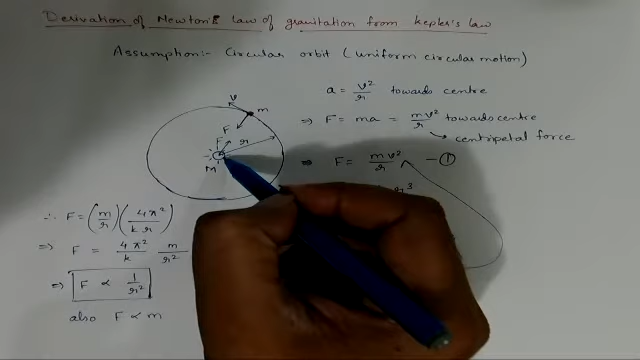 Derivation of Newton's law of gravitation from Kepler's law
Assumption:- Circular orbit (uniform circular motion)
v
m
F
F
r
M
a = v²/r towards centre
⇒ F = ma = mv²/r towards centre
centripetal force
⇒ F = mv²/r — ①
r³
∴ F = (m/r)(4π²/k r)
⇒ F = 4π²/k m/r²
⇒ F ∝ 1/r²
also F ∝ m